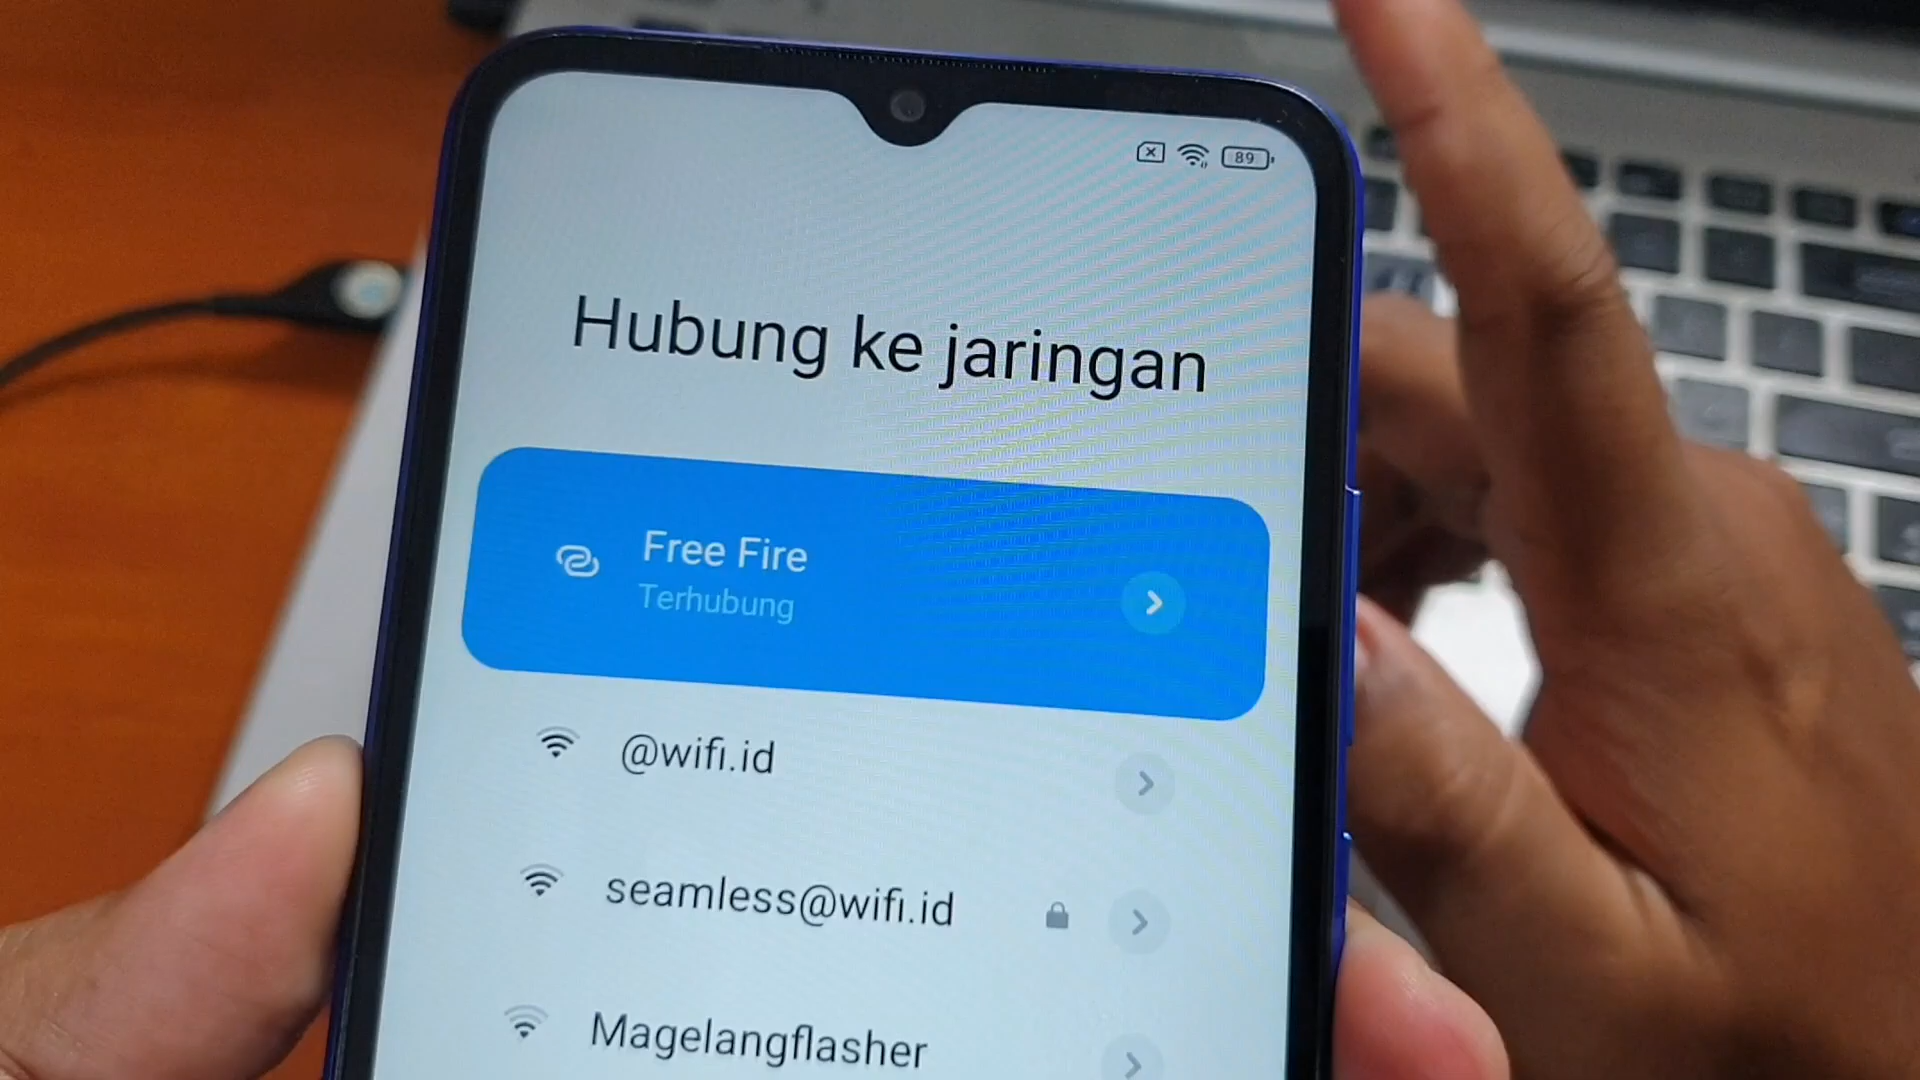 89
Hubung ke jaringan
Free Fire
Terhubung
@wifi.id
seamless@wifi.id
Magelangflasher